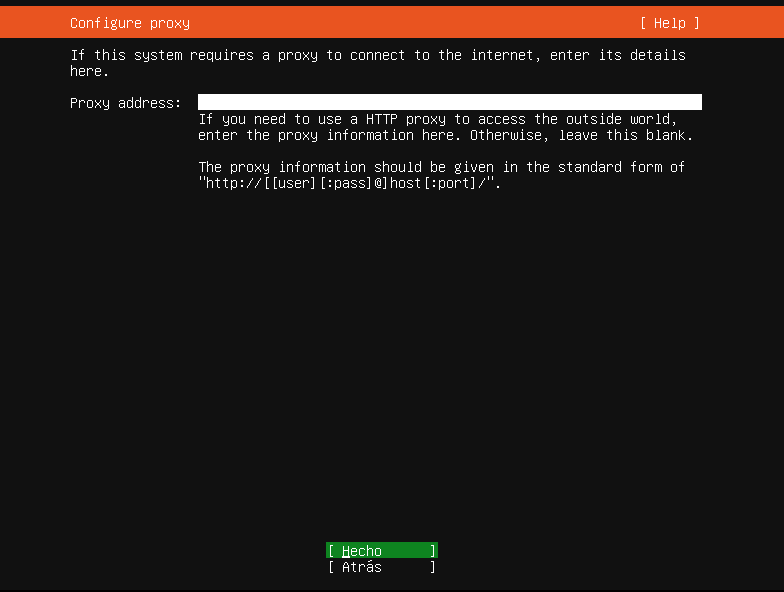 Configure proxy [ Help ]
If this system requires a proxy to connect to the internet, enter its details
here.
Proxy address:
If you need to use a HTTP proxy to access the outside world,
enter the proxy information here. Otherwise, leave this blank.
The proxy information should be given in the standard form of
"http://[[user][:pass]@]host[:port]/".
[ Hecho ]
[ Atrás ]